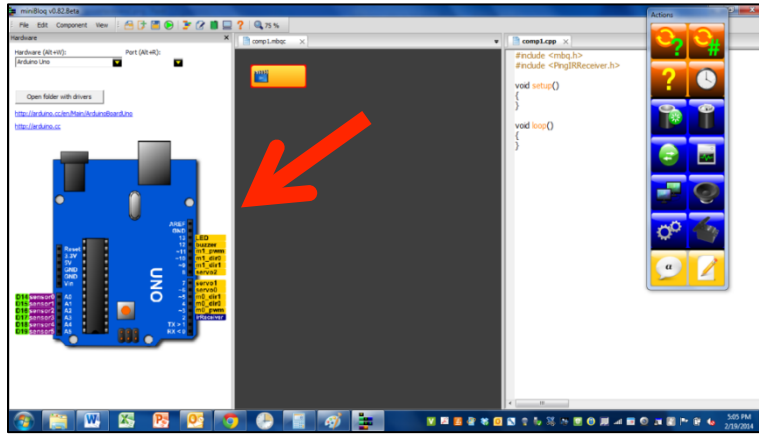 miniBloq v0.82.Beta
File Edit Component View
75 %
Hardware
Hardware (Alt+W):
Port (Alt+R):
Arduino Uno
Open folder with drivers
http://arduino.cc/en/Main/ArduinoBoardUno
http://arduino.cc
AREF
GND
13 LED
12 buzzer
~11 m1_pwm
~10 m1_dir0
~9 m1_dir1
8 servo2
7 servo1
~6 servo0
~5 m0_dir1
4 m0_dir0
~3 m0_pwm
2 irReceiver
TX > 1
RX < 0
Reset
3.3V
5V
GND
GND
Vin
UNO
D14 sensor0 A0
D15 sensor1 A1
D16 sensor2 A2
D17 sensor3 A3
D18 sensor4 A4
D19 sensor5 A5
comp1.mbqc
comp1.cpp
#include <mbq.h>
#include <PingIRReceiver.h>
void setup()
{
}
void loop()
{
}
Actions
5:05 PM
2/19/2014